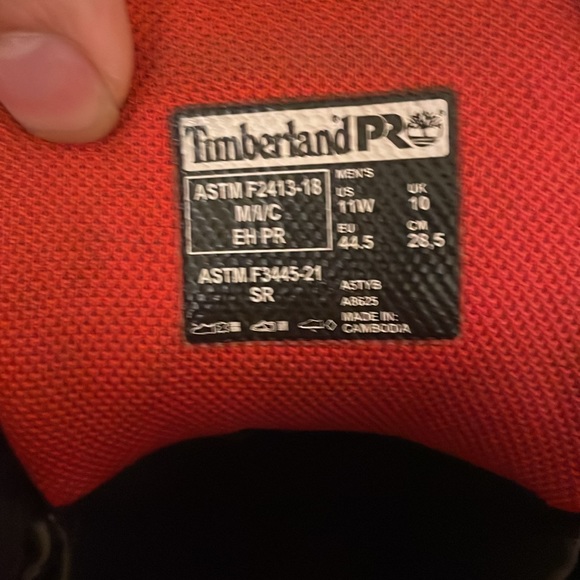 Timberland PRO
ASTM F2413-18
M/I/C
EH PR
ASTM F3445-21
SR
MEN'S
US UK
11W 10
EU CM
44.5 28,5
A5TYB
A8625
MADE IN:
CAMBODIA